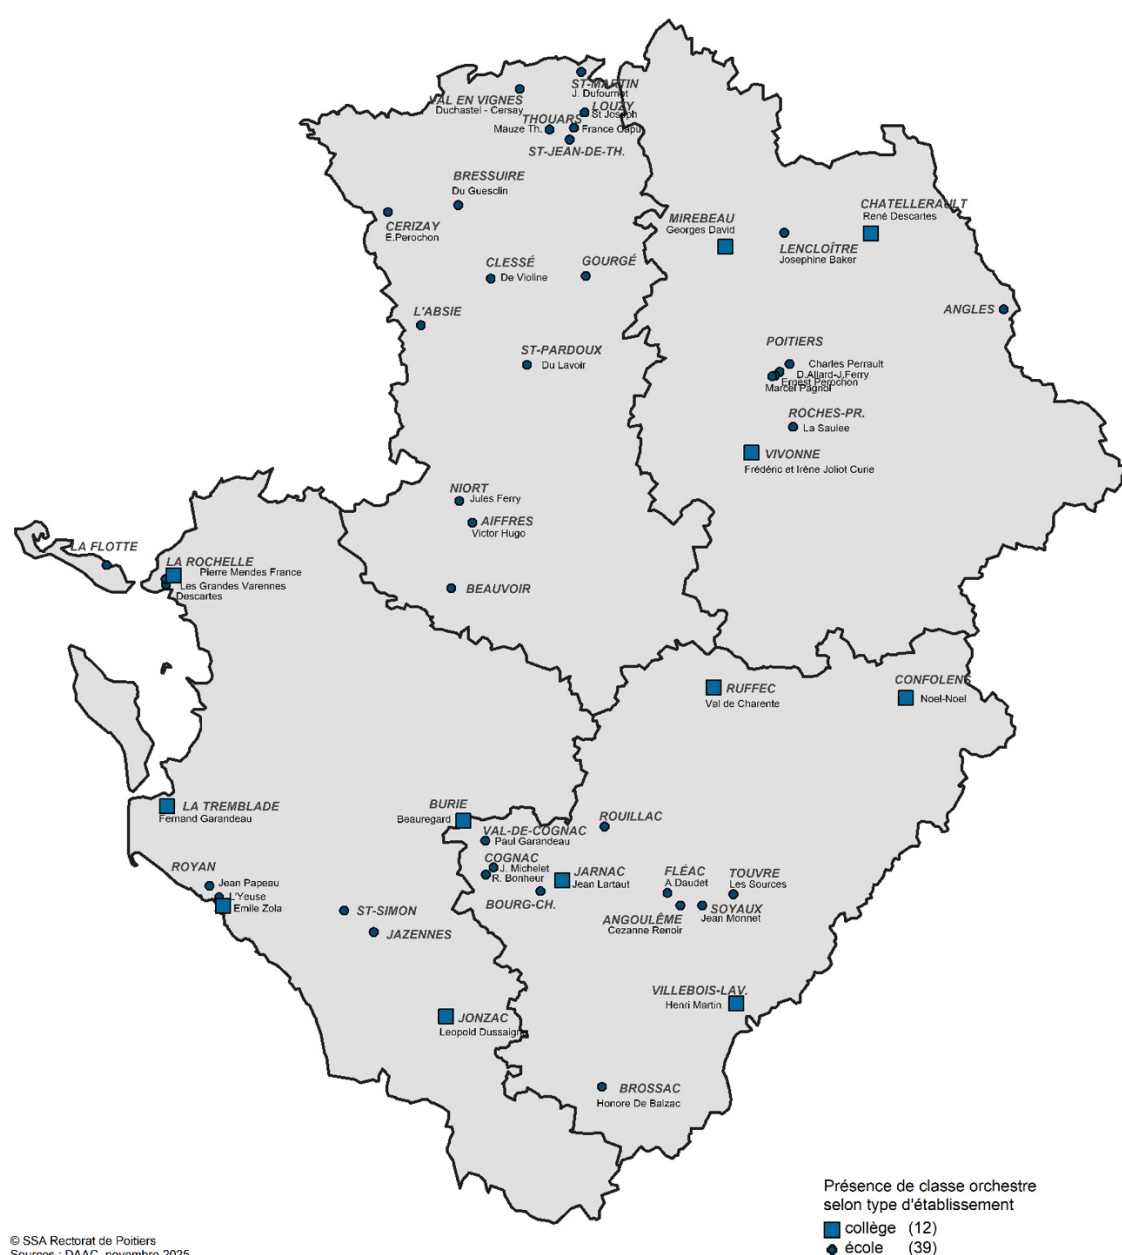 ST-MARTIN
J. Dufournet
VAL EN VIGNES
Duchastel - Cersay
LOUZY
St Joseph
THOUARS
Mauze Th.
France Capu
ST-JEAN-DE-TH.
BRESSUIRE
Du Guesclin
CERIZAY
E.Perochon
CLESSÉ
De Violine
GOURGÉ
L'ABSIE
ST-PARDOUX
Du Lavoir
MIREBEAU
Georges David
CHATELLERAULT
René Descartes
LENCLOÎTRE
Josephine Baker
ANGLES
POITIERS
Charles Perrault
D.Allard-J.Ferry
Ernest Perochon
Marcel Pagnol
ROCHES-PR.
La Saulee
VIVONNE
Frédéric et Irène Joliot Curie
NIORT
Jules Ferry
AIFFRES
Victor Hugo
BEAUVOIR
LA FLOTTE
LA ROCHELLE
Pierre Mendes France
Les Grandes Varennes
Descartes
RUFFEC
Val de Charente
CONFOLENS
Noel-Noel
LA TREMBLADE
Fernand Garandeau
BURIE
Beauregard
VAL-DE-COGNAC
Paul Garandeau
ROUILLAC
COGNAC
J. Michelet
R. Bonheur
BOURG-CH.
JARNAC
Jean Lartaut
FLÉAC
A.Daudet
TOUVRE
Les Sources
ANGOULÊME
Cezanne Renoir
SOYAUX
Jean Monnet
ROYAN
Jean Papeau
L'Yeuse
Emile Zola
ST-SIMON
JAZENNES
VILLEBOIS-LAV.
Henri Martin
JONZAC
Leopold Dussaigne
BROSSAC
Honore De Balzac
Présence de classe orchestre
selon type d'établissement
collège (12)
école (39)
© SSA Rectorat de Poitiers
Sources : DAAC, novembre 2025